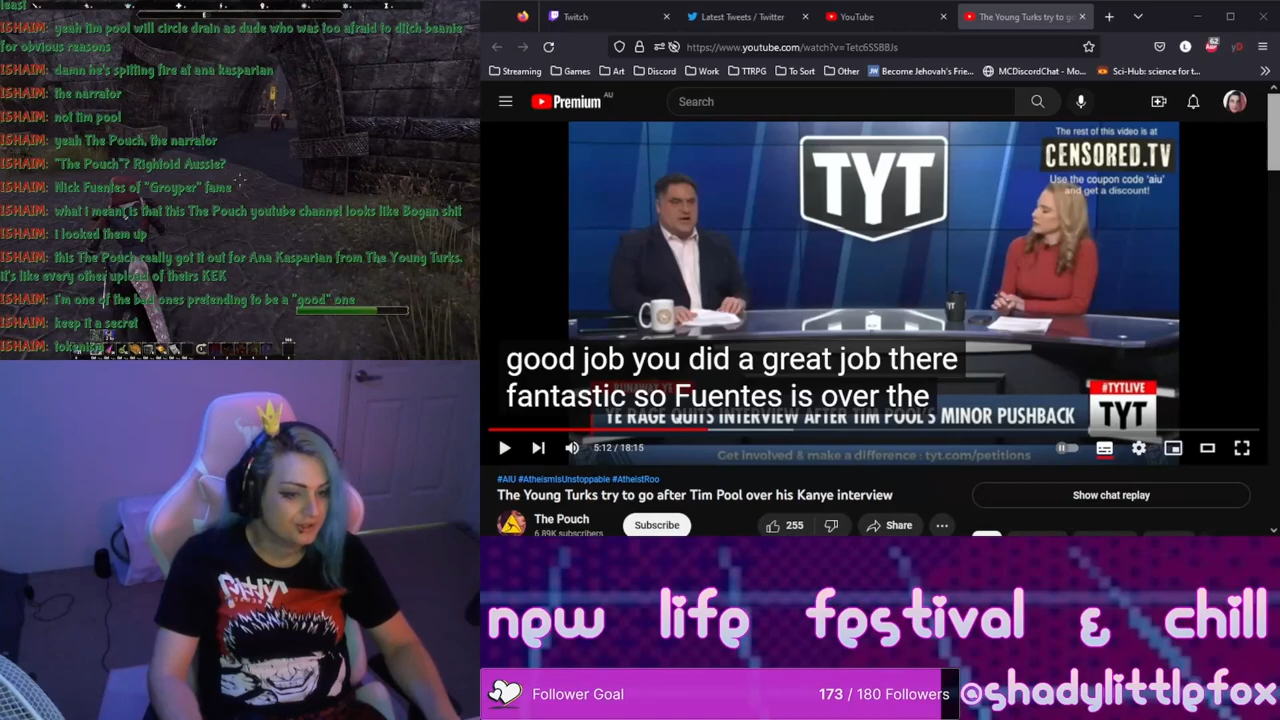 least
ISHAIM: yeah tim pool will circle drain as dude who was too afraid to ditch beanie
for obvious reasons
ISHAIM: damn he's spitting fire at ana kasparian
ISHAIM: the narrator
ISHAIM: not tim pool
ISHAIM: yeah The Pouch, the narrator
ISHAIM: "The Pouch"? Rightoid Aussie?
ISHAIM: Nick Fuentes of "Groyper" fame
ISHAIM: what I meant is that this The Pouch youtube channel looks like Bogan shit
ISHAIM: I looked them up
ISHAIM: this The Pouch really got it out for Ana Kasparian from The Young Turks.
it's like every other upload of theirs KEK
ISHAIM: I'm one of the bad ones pretending to be a "good" one
ISHAIM: keep it a secret
ISHAIM: tokenism
Twitch
Latest Tweets / Twitter
YouTube
The Young Turks try to go
https://www.youtube.com/watch?v=Tetc6SSBBJs
62
Streaming
Games
Art
Discord
Work
TTRPG
To Sort
Other
Become Jehovah's Frie...
MCDiscordChat - Mo...
Sci-Hub: science for t...
Premium AU
Search
TYT
The rest of this video is at
CENSORED.TV
Use the coupon code 'aiu'
and get a discount!
good job you did a great job there
fantastic so Fuentes is over the
#TYTLIVE
YE RAGE QUITS INTERVIEW AFTER TIM POOL'S MINOR PUSHBACK
TYT
5:12 / 18:15
Get involved & make a difference : tyt.com/petitions
#AIU #AtheismIsUnstoppable #AtheistRoo
The Young Turks try to go after Tim Pool over his Kanye interview
Show chat replay
The Pouch
6.89K subscribers
Subscribe
255
Share
new life festival & chill
Follower Goal
173 / 180 Followers
@shadylittlefox